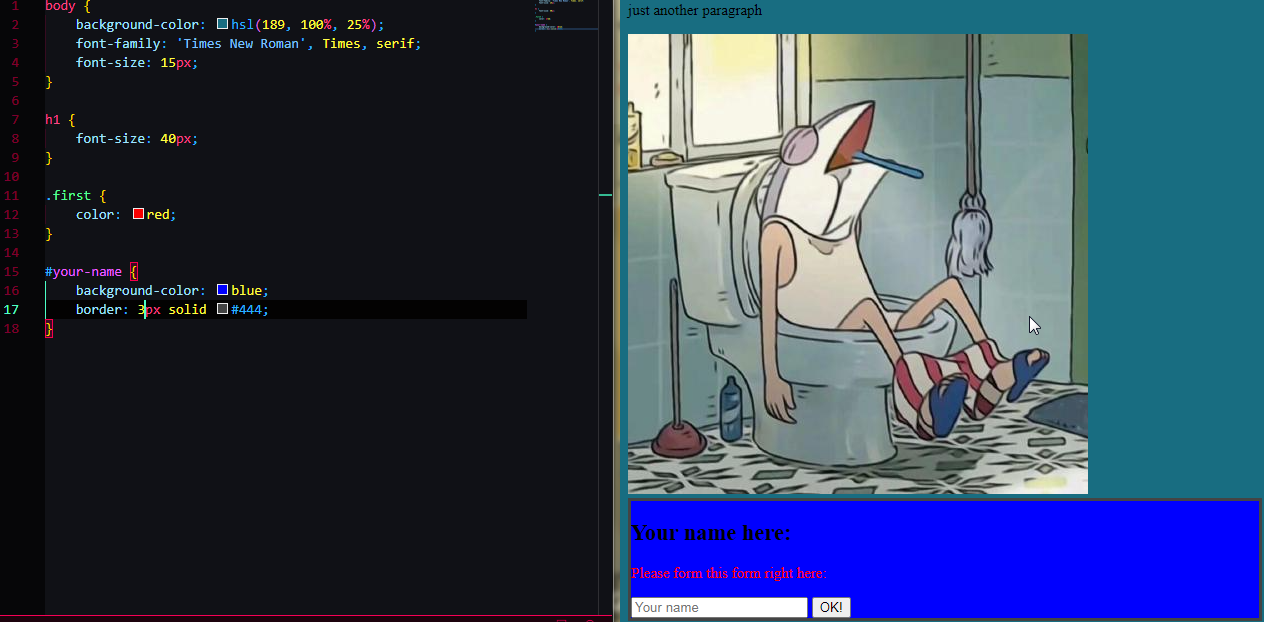 1 body {
2 background-color: hsl(189, 100%, 25%);
3 font-family: 'Times New Roman', Times, serif;
4 font-size: 15px;
5 }
6
7 h1 {
8 font-size: 40px;
9 }
10
11 .first {
12 color: red;
13 }
14
15 #your-name {
16 background-color: blue;
17 border: 3px solid #444;
18 }
just another paragraph
Your name here:
Please form this form right here:
Your name OK!